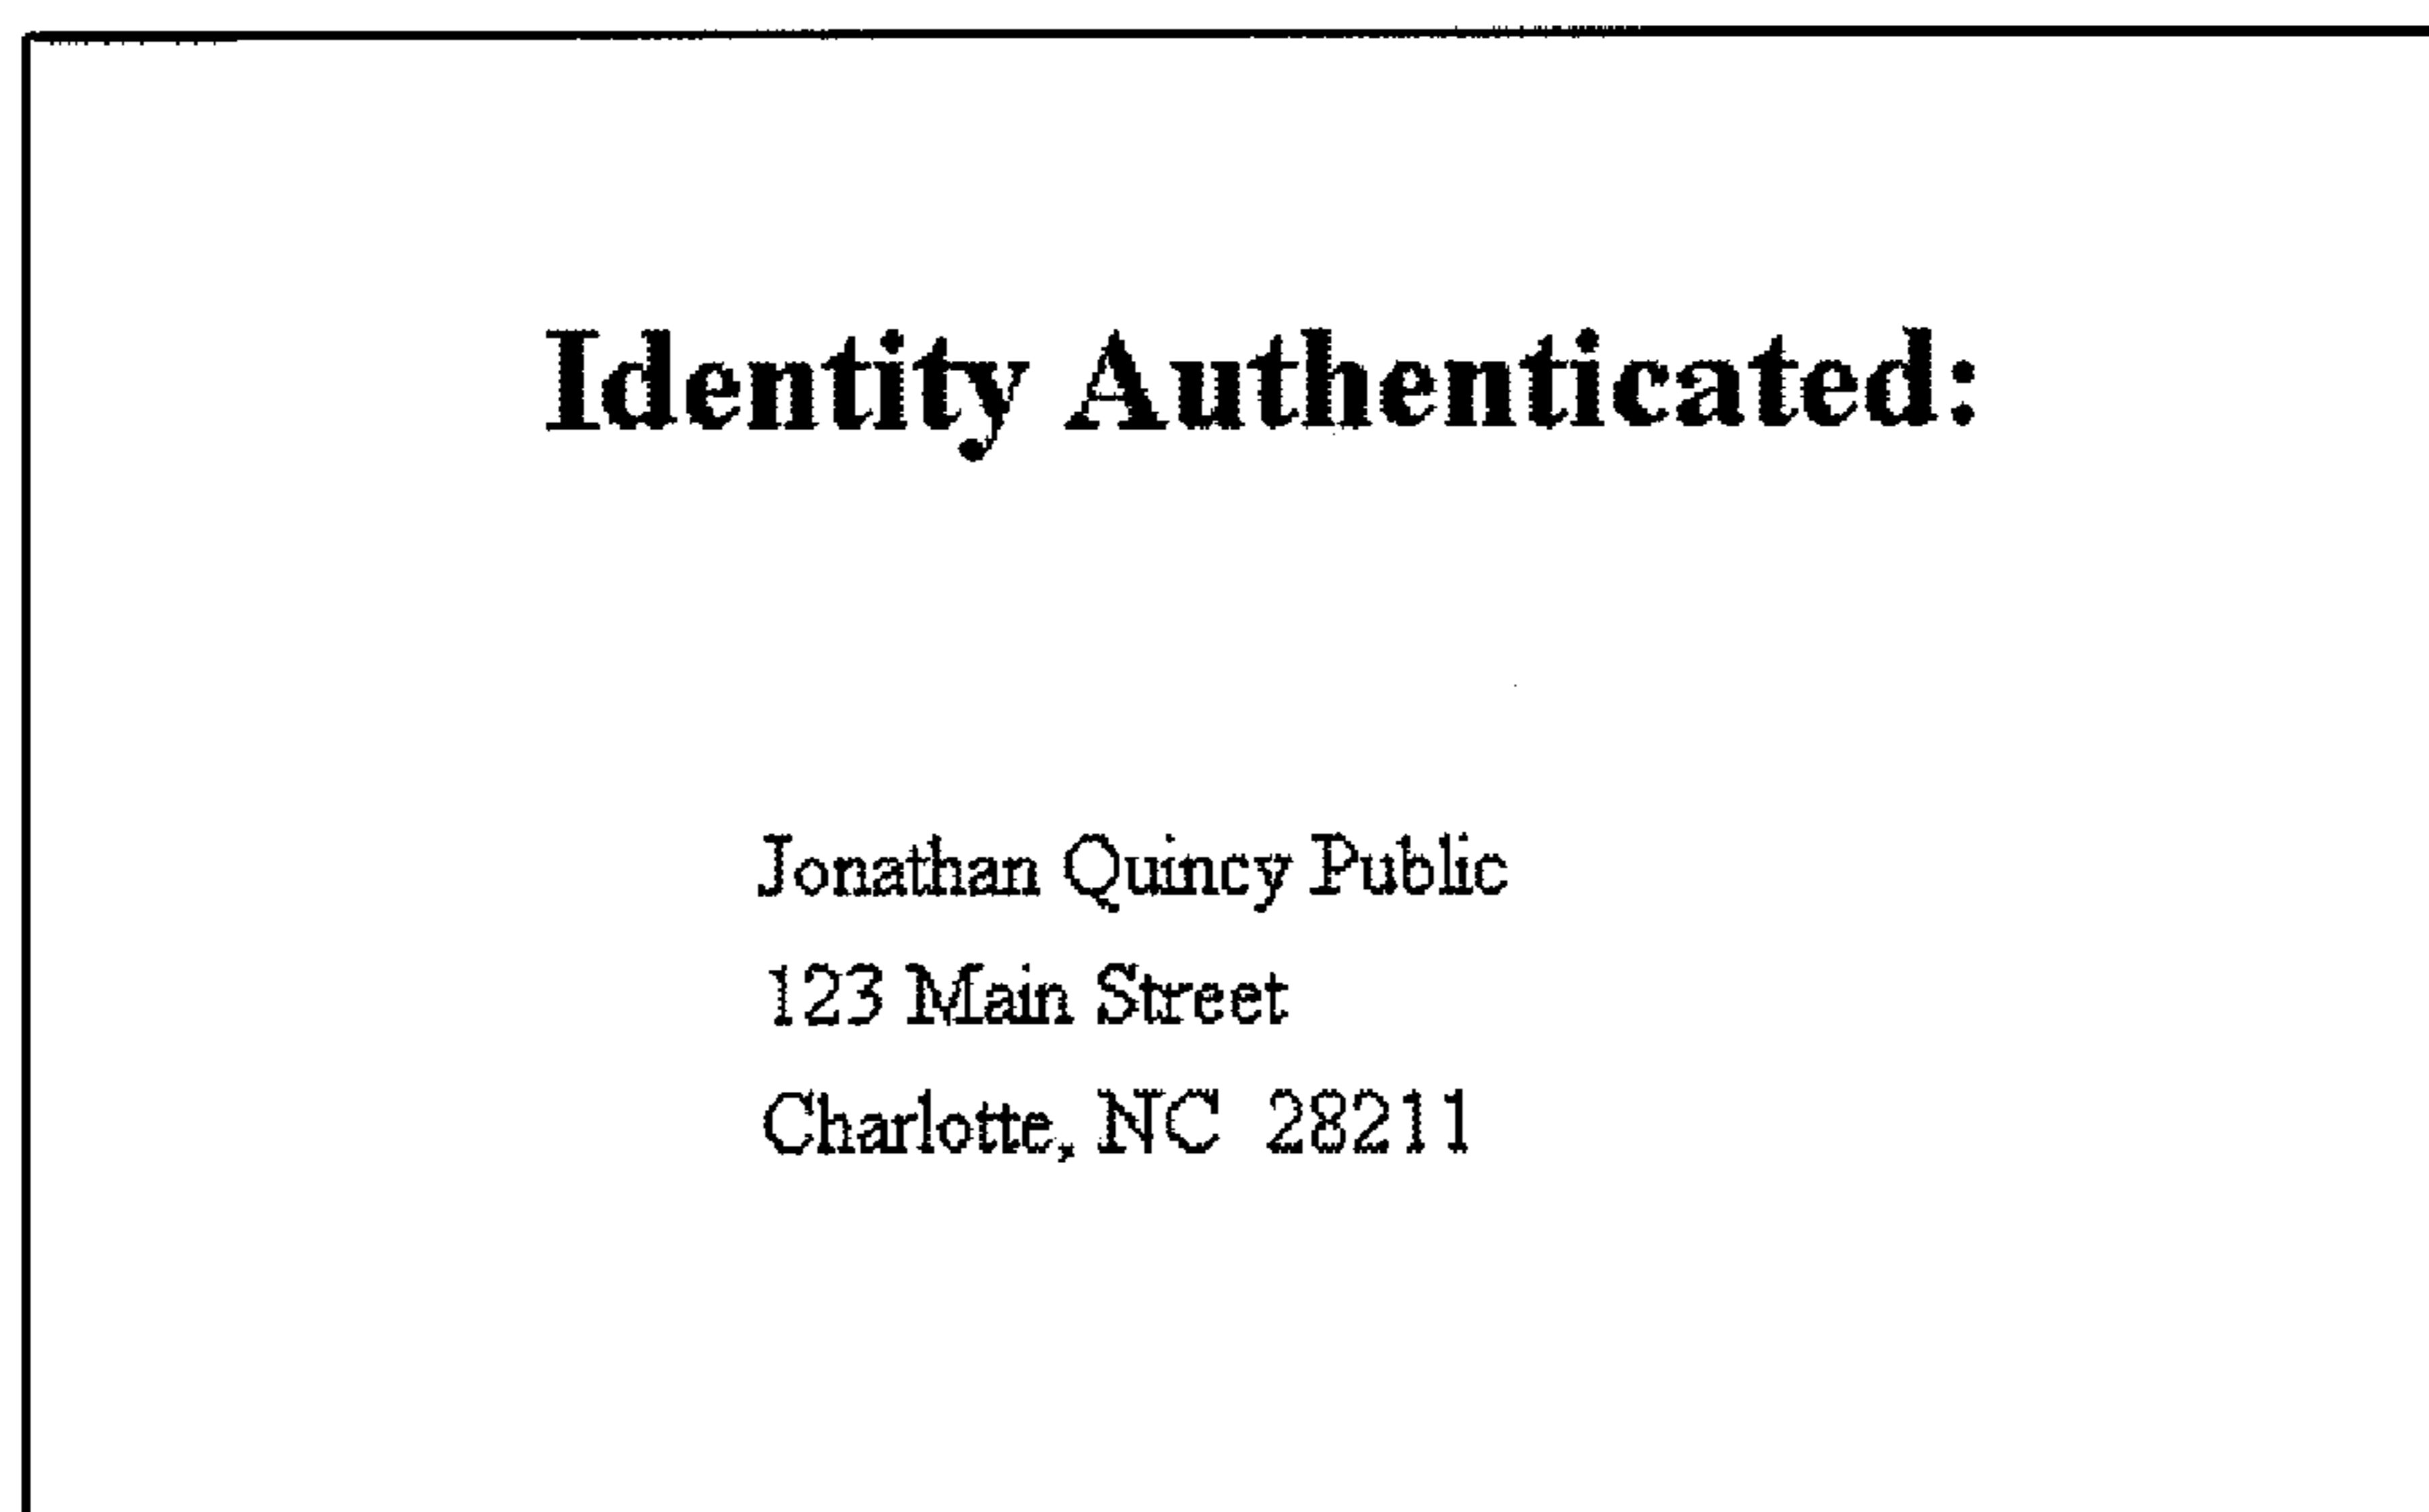 Identity Authenticated:
Jonathan Quincy Public
123 Main Street
Charlotte, NC  28211